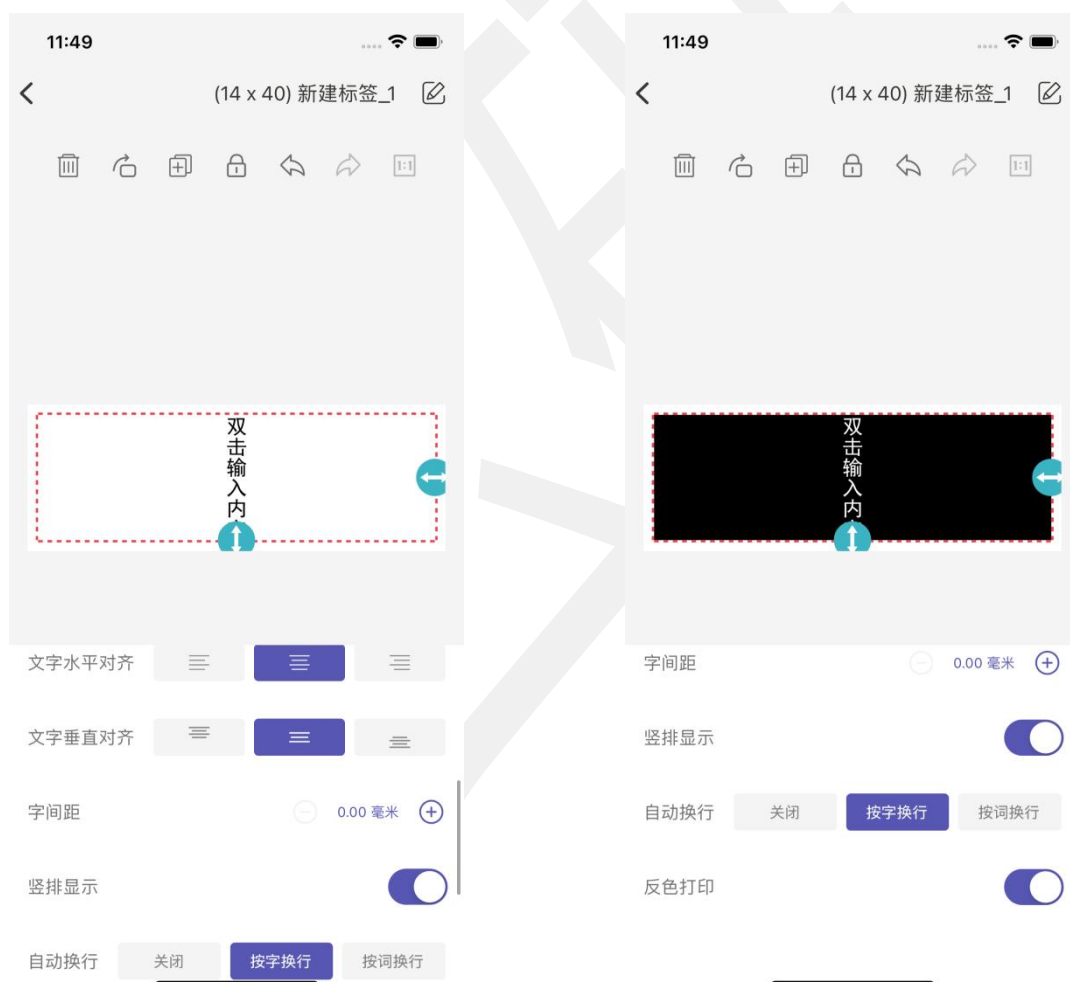 11:49
(14 x 40) 新建标签_1
1:1
双击输入内
文字水平对齐
文字垂直对齐
字间距 0.00 毫米
竖排显示
自动换行 关闭 按字换行 按词换行
11:49
(14 x 40) 新建标签_1
1:1
双击输入内
字间距 0.00 毫米
竖排显示
自动换行 关闭 按字换行 按词换行
反色打印